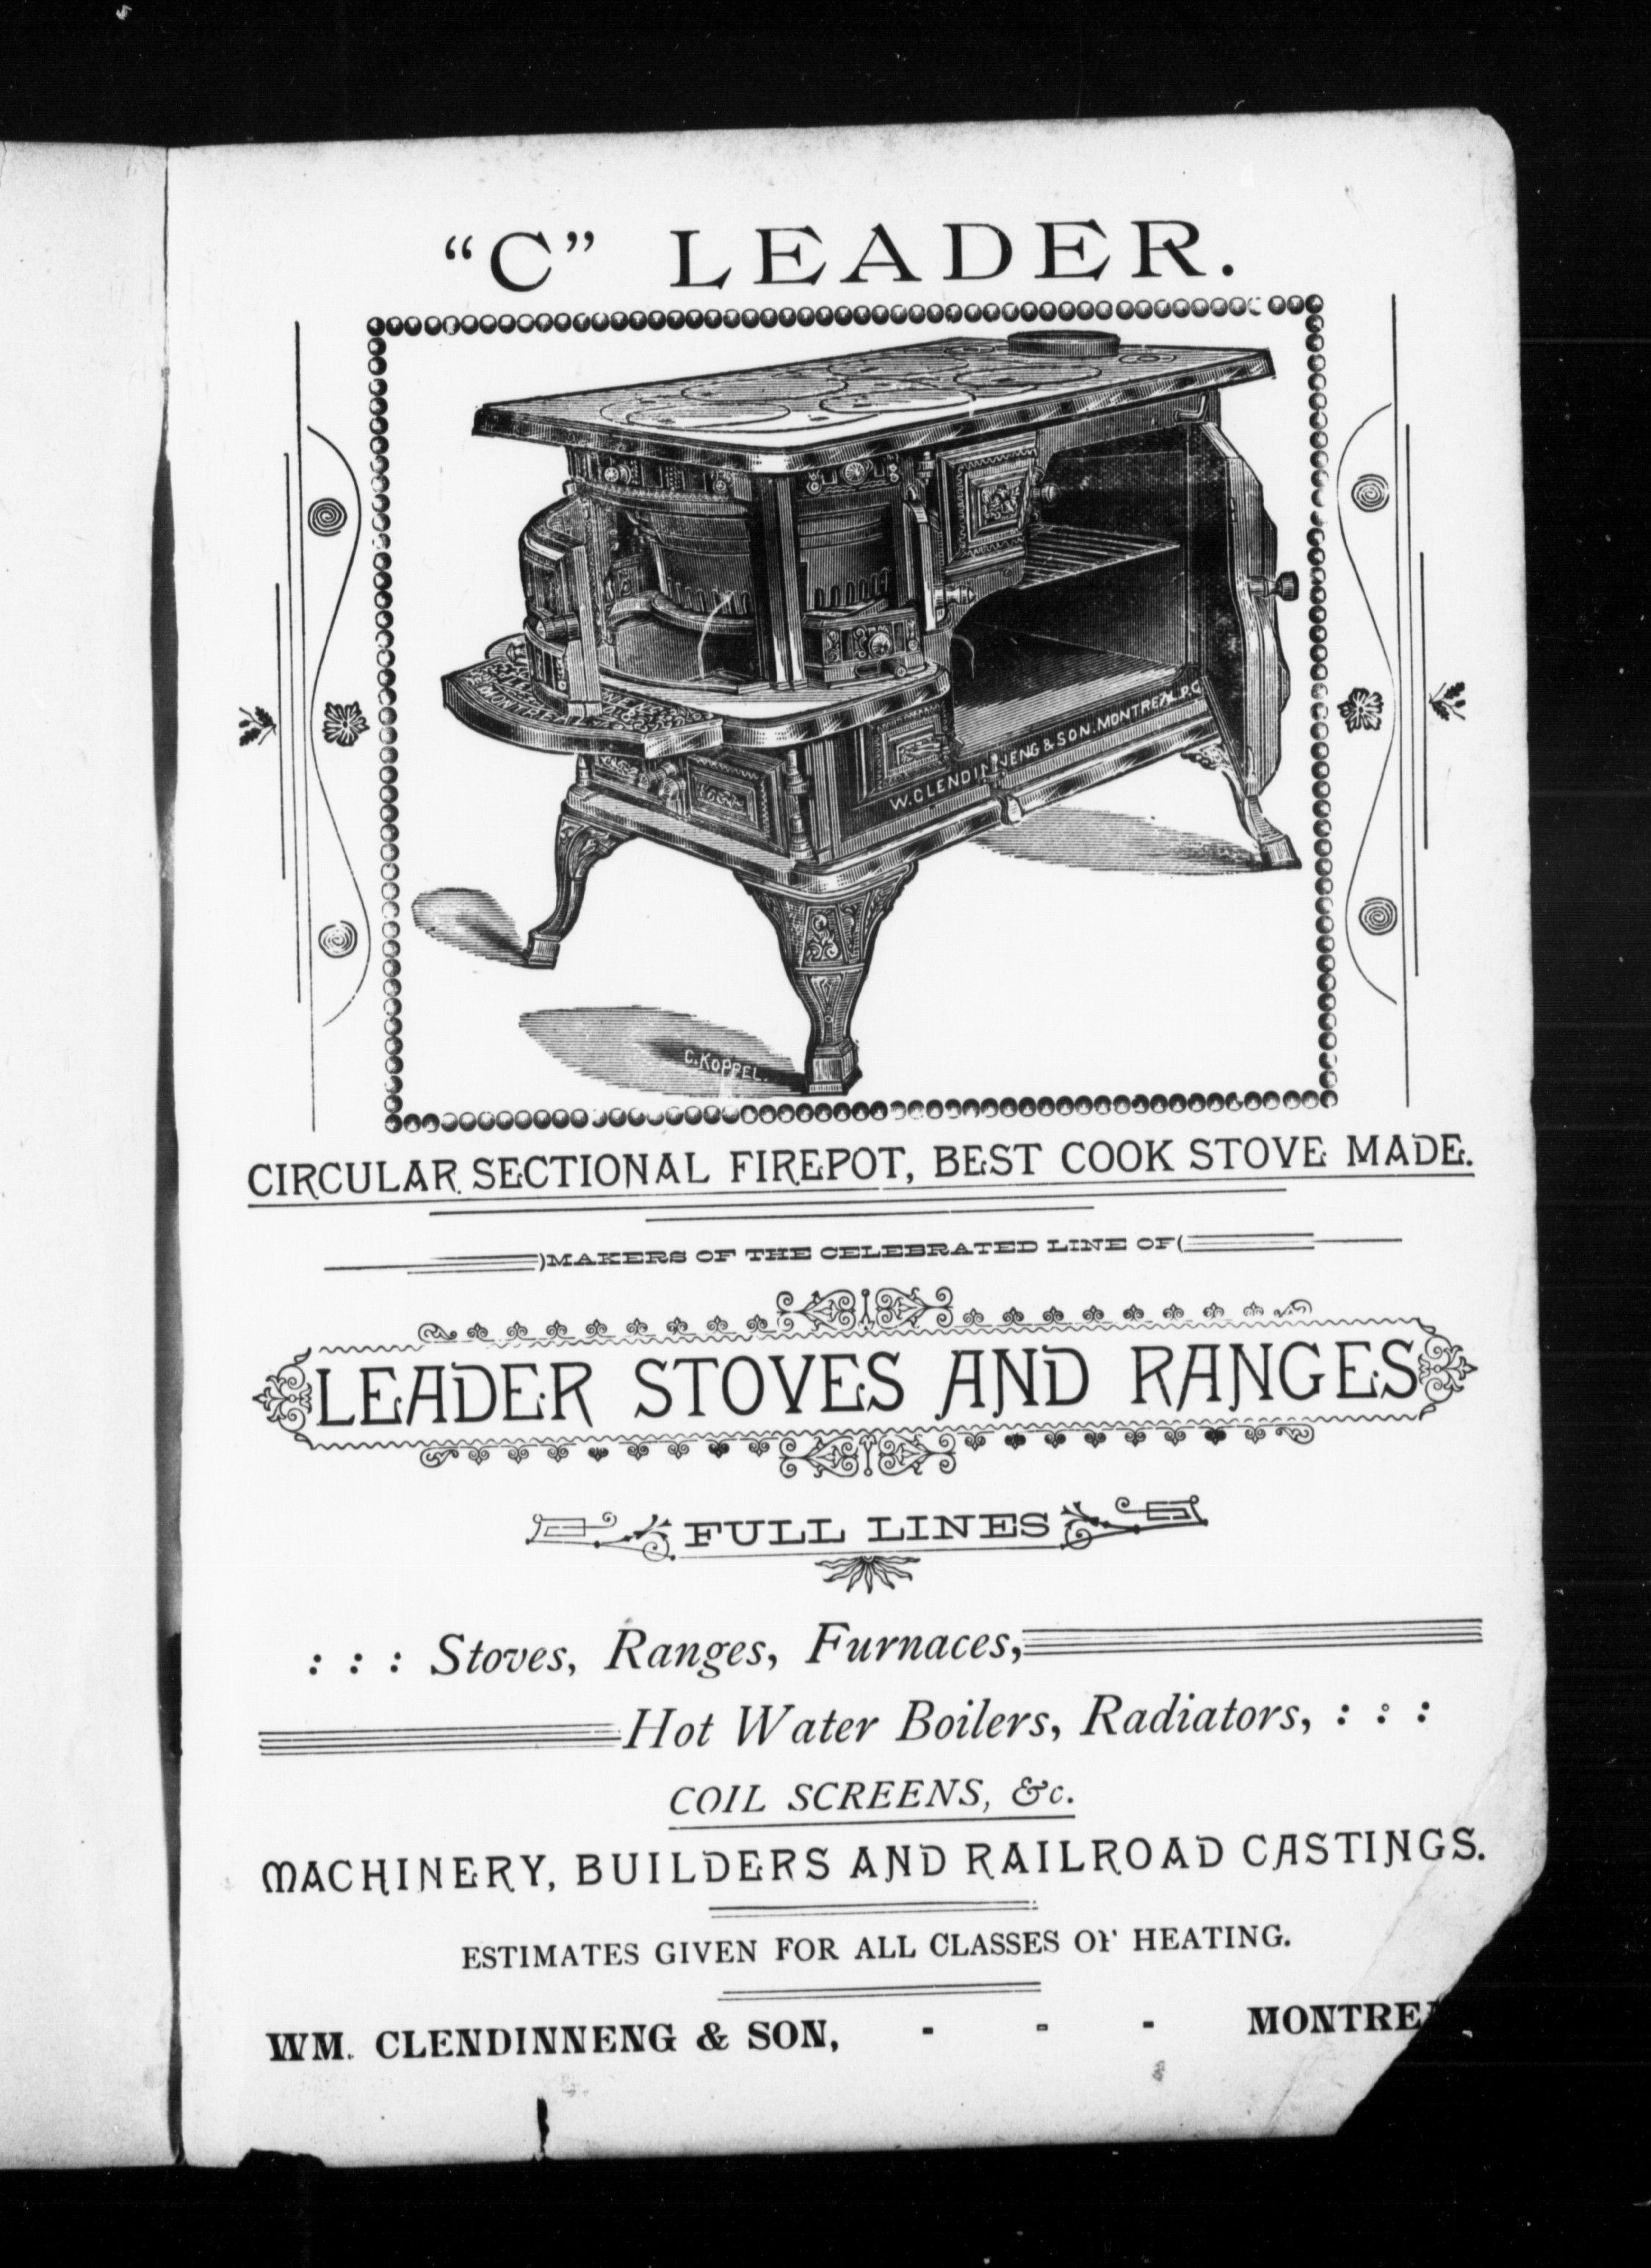 “C” LEADER.
W. CLENDINNENG & SON. MONTREAL. P.Q
C. KOPPEL.
CIRCULAR SECTIONAL FIREPOT, BEST COOK STOVE MADE.
)MAKERS OF THE CELEBRATED LINE OF(
LEADER STOVES AND RANGES
FULL LINES
: : : Stoves, Ranges, Furnaces,
Hot Water Boilers, Radiators, : : :
COIL SCREENS, &c.
MACHINERY, BUILDERS AND RAILROAD CASTINGS.
ESTIMATES GIVEN FOR ALL CLASSES OF HEATING.
WM. CLENDINNENG & SON, - - - MONTREA